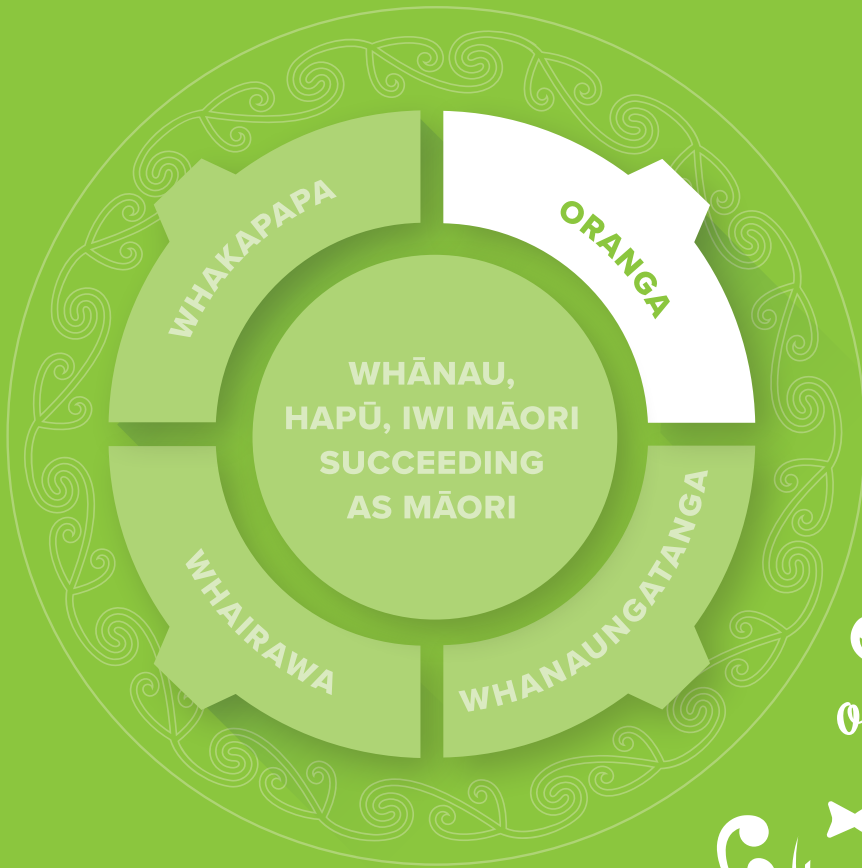 WHAKAPAPA
ORANGA
WHĀNAU,
HAPŪ, IWI MĀORI
SUCCEEDING
AS MĀORI
WHAIRAWA
WHANAUNGATANGA